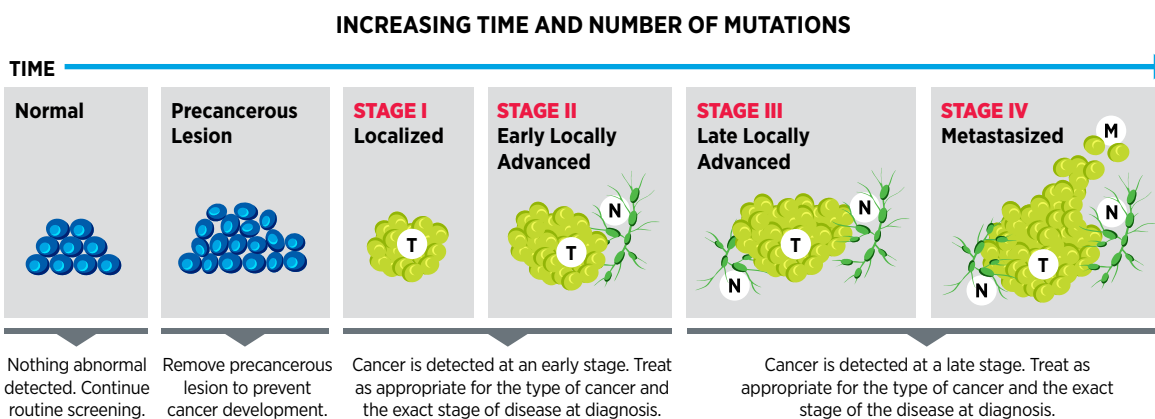 INCREASING TIME AND NUMBER OF MUTATIONS
TIME
Normal
Precancerous
Lesion
STAGE I
Localized
STAGE II
Early Locally
Advanced
STAGE III
Late Locally
Advanced
STAGE IV
Metastasized
T
T
N
T
N
N
T
N
N
M
Nothing abnormal
detected. Continue
routine screening.
Remove precancerous
lesion to prevent
cancer development.
Cancer is detected at an early stage. Treat
as appropriate for the type of cancer and
the exact stage of disease at diagnosis.
Cancer is detected at a late stage. Treat as
appropriate for the type of cancer and the exact
stage of the disease at diagnosis.